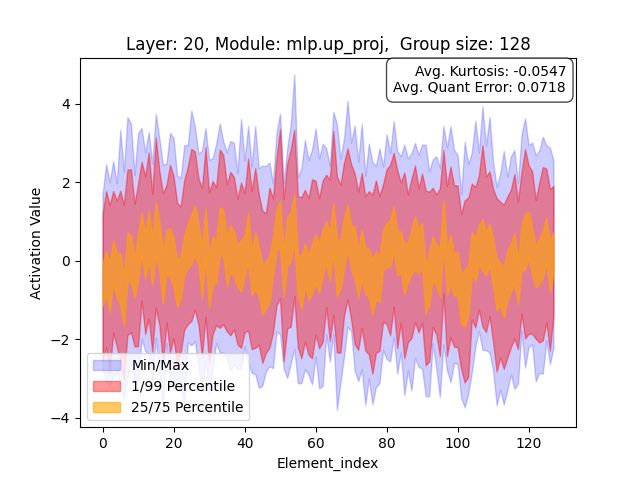 Layer: 20, Module: mlp.up_proj,  Group size: 128
Avg. Kurtosis: -0.0547
Avg. Quant Error: 0.0718
Activation Value
4
2
0
−2
−4
Min/Max
1/99 Percentile
25/75 Percentile
0 20 40 60 80 100 120
Element_index